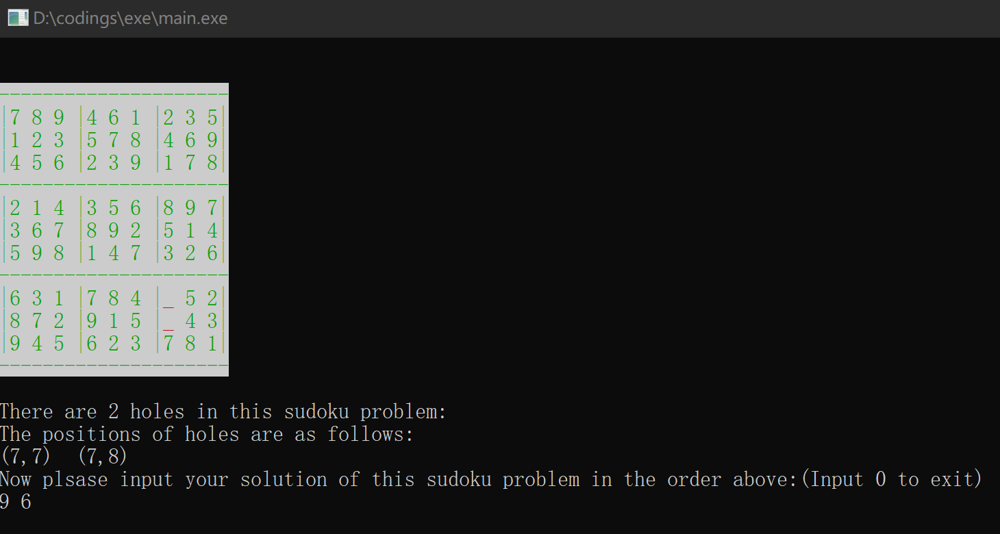 D:\codings\exe\main.exe
---------------------
|7 8 9 |4 6 1 |2 3 5|
|1 2 3 |5 7 8 |4 6 9|
|4 5 6 |2 3 9 |1 7 8|
---------------------
|2 1 4 |3 5 6 |8 9 7|
|3 6 7 |8 9 2 |5 1 4|
|5 9 8 |1 4 7 |3 2 6|
---------------------
|6 3 1 |7 8 4 |_ 5 2|
|8 7 2 |9 1 5 |_ 4 3|
|9 4 5 |6 2 3 |7 8 1|
---------------------
There are 2 holes in this sudoku problem:
The positions of holes are as follows:
(7,7)  (7,8)
Now plsase input your solution of this sudoku problem in the order above:(Input 0 to exit)
9 6